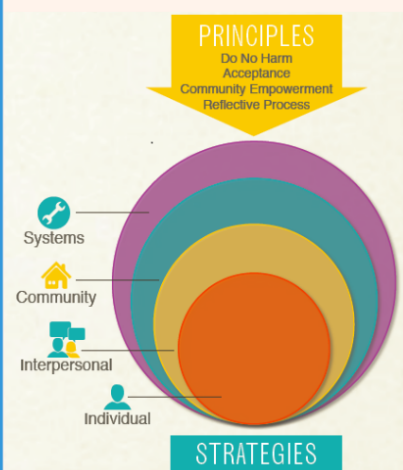 PRINCIPLES
Do No Harm
Acceptance
Community Empowerment
Reflective Process
Systems
Community
Interpersonal
Individual
STRATEGIES